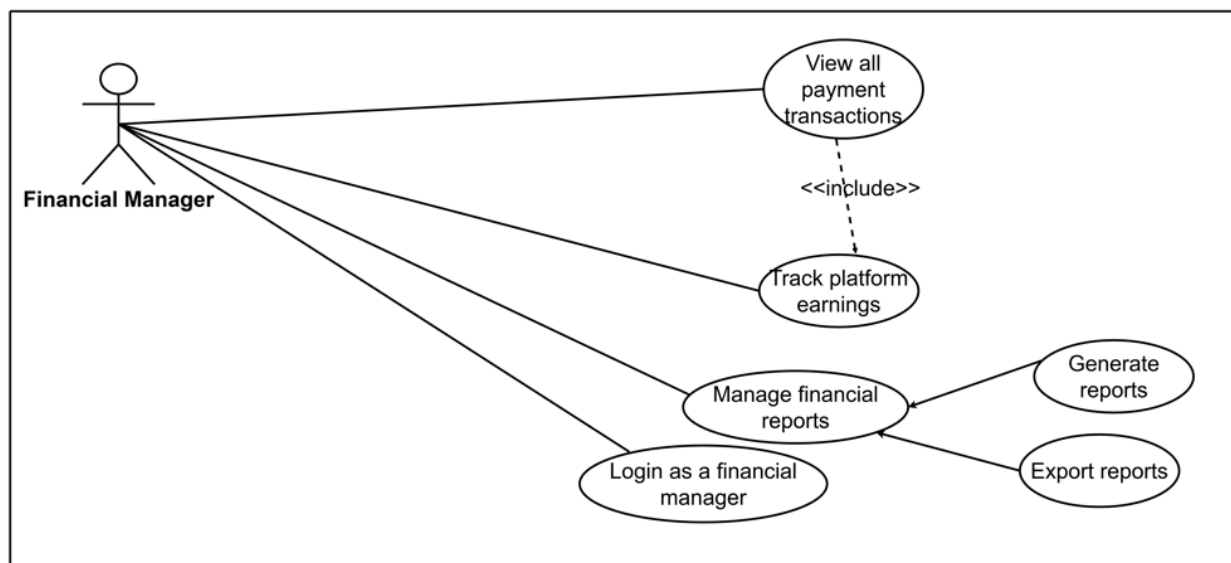 View all
payment
transactions
Financial Manager
<<include>>
Track platform
earnings
Generate
reports
Manage financial
reports
Login as a financial
manager
Export reports